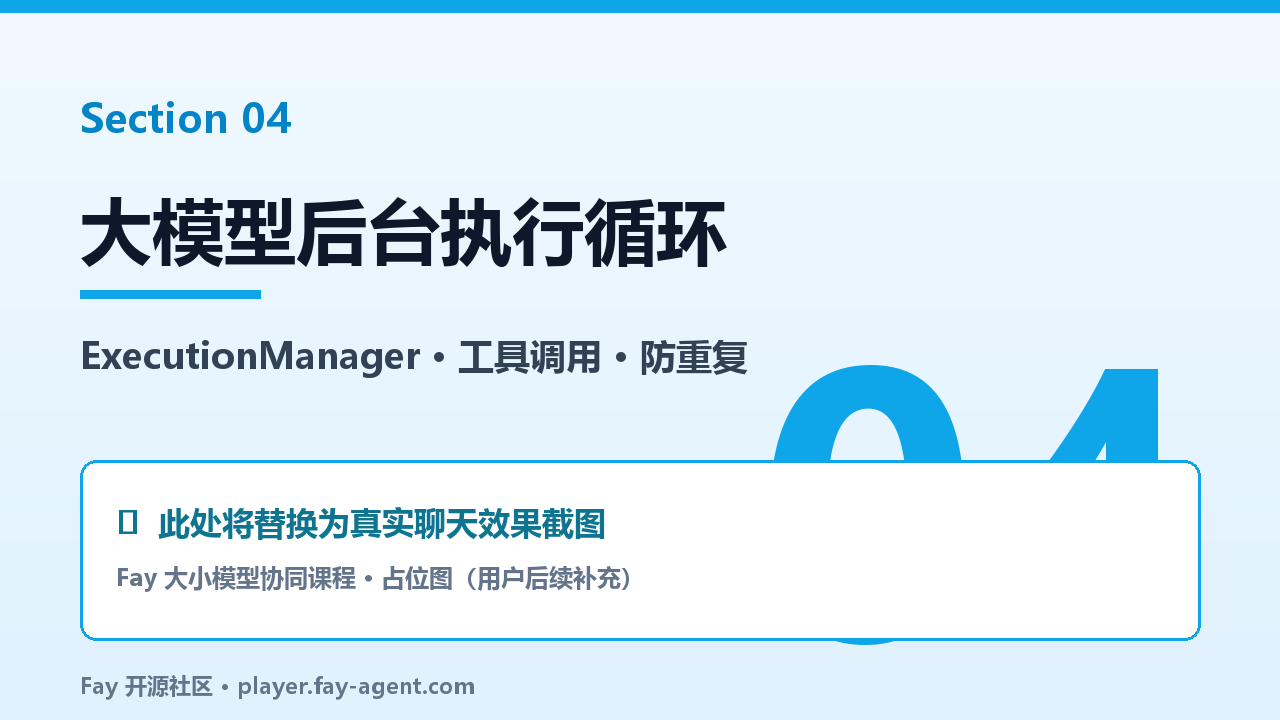 Section 04
大模型后台执行循环
ExecutionManager • 工具调用 • 防重复
04
此处将替换为真实聊天效果截图
Fay 大小模型协同课程 • 占位图（用户后续补充）
Fay 开源社区 • player.fay-agent.com